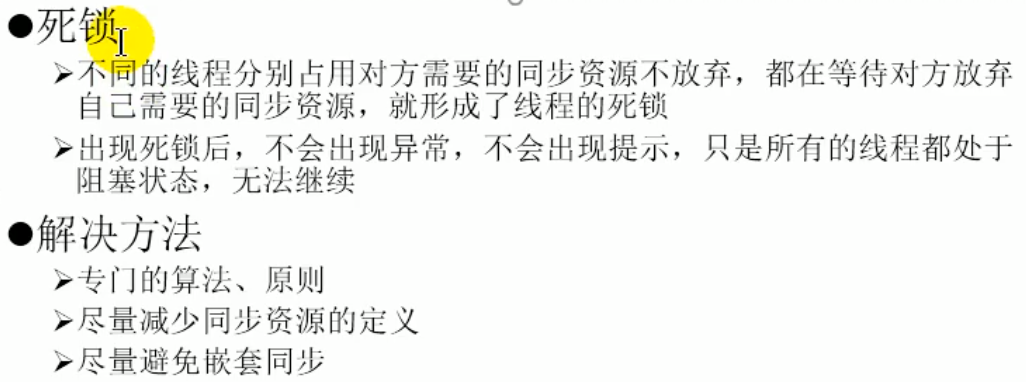 ●死锁
➢不同的线程分别占用对方需要的同步资源不放弃，都在等待对方放弃
自己需要的同步资源，就形成了线程的死锁
➢出现死锁后，不会出现异常，不会出现提示，只是所有的线程都处于
阻塞状态，无法继续
●解决方法
➢专门的算法、原则
➢尽量减少同步资源的定义
➢尽量避免嵌套同步